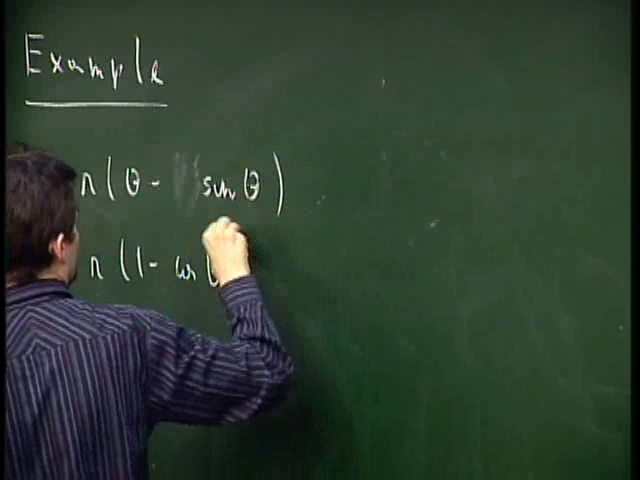 Example
r(θ - sin θ)
r(1 - cos